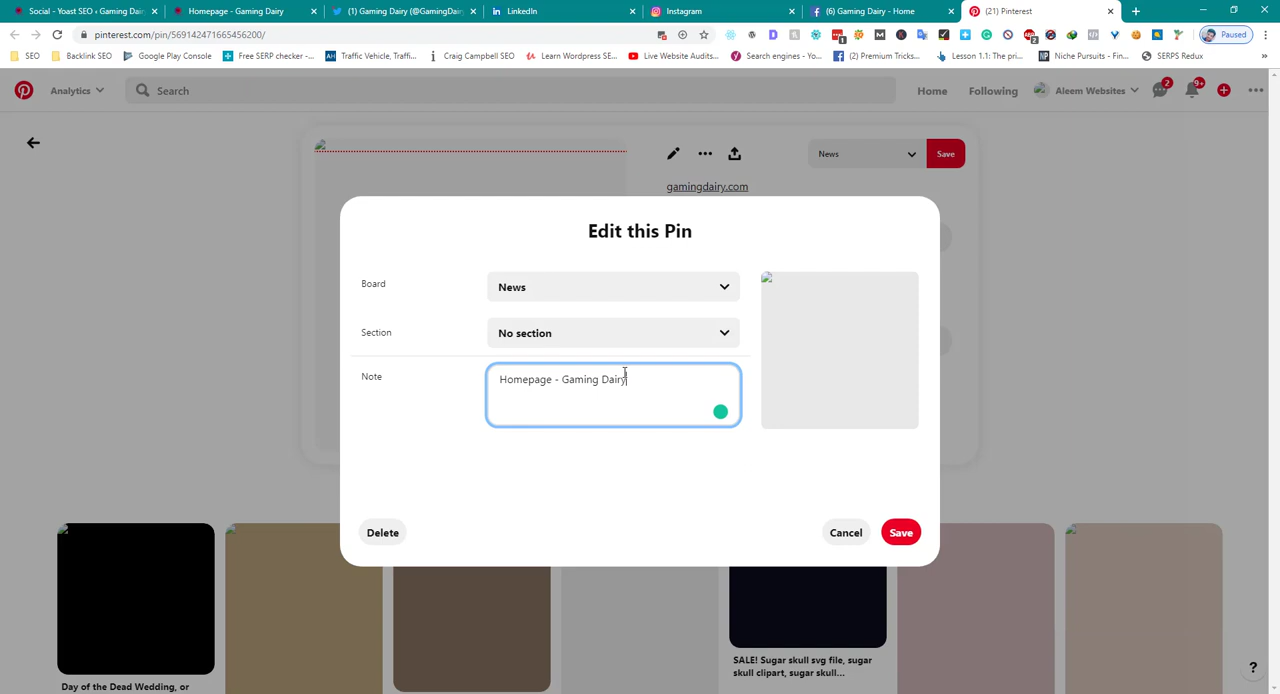 Social - Yoast SEO ‹ Gaming Dai
Homepage - Gaming Dairy
(1) Gaming Dairy (@GamingDai
LinkedIn
Instagram
(6) Gaming Dairy - Home
(21) Pinterest
pinterest.com/pin/569142471665456200/
Paused
SEO
Backlink SEO
Google Play Console
Free SERP checker -...
Traffic Vehicle, Traffi...
Craig Campbell SEO
Learn Wordpress SE...
Live Website Audits...
Search engines - Yo...
(2) Premium Tricks...
Lesson 1.1: The pri...
Niche Pursuits - Fin...
SERPS Redux
Analytics
Search
Home
Following
Aleem Websites
2
9+
News
Save
gamingdairy.com
Edit this Pin
Board
News
Section
No section
Note
Homepage - Gaming Dairy
Delete
Cancel
Save
Day of the Dead Wedding, or
SALE! Sugar skull svg file, sugar
skull clipart, sugar skull...
?